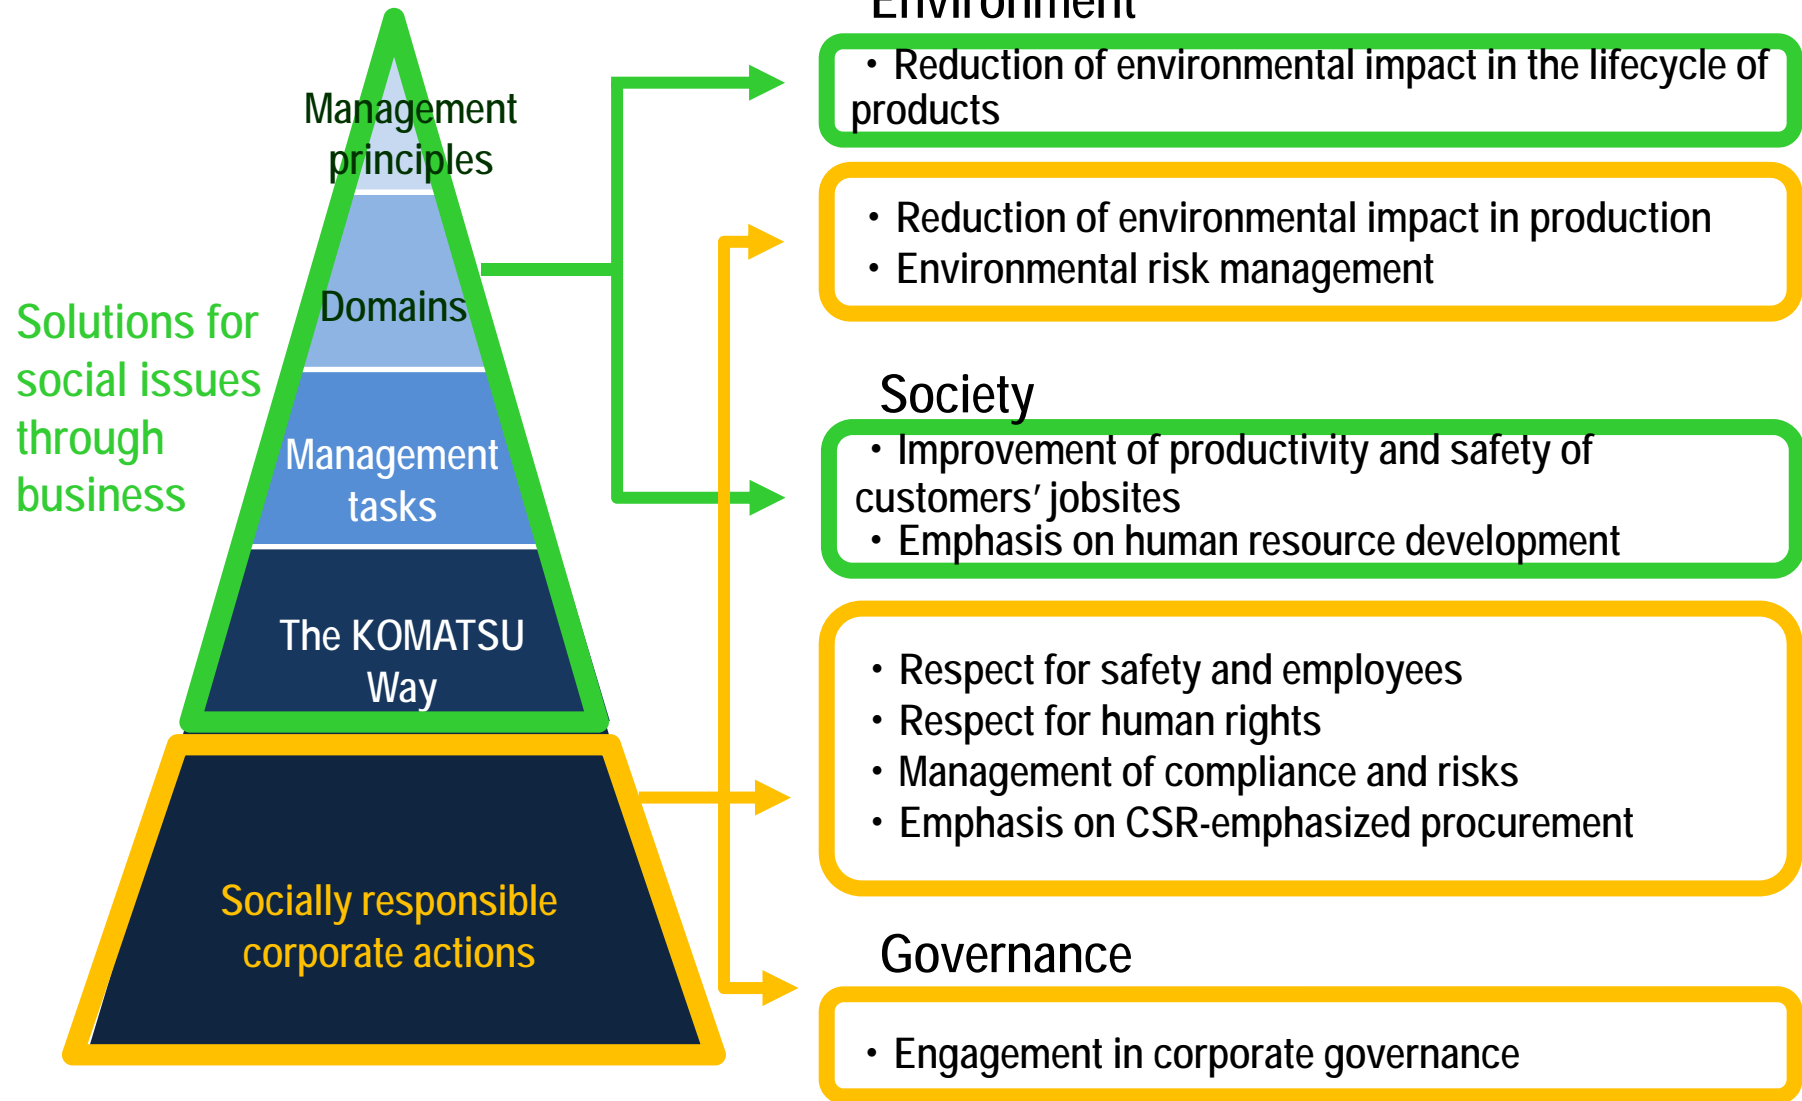 Solutions for
social issues
through
business
Management
principles
Domains
Management
tasks
The KOMATSU
Way
Socially responsible
corporate actions
Environment
・Reduction of environmental impact in the lifecycle of
products
・Reduction of environmental impact in production
・Environmental risk management
Society
・Improvement of productivity and safety of
customers’ jobsites
・Emphasis on human resource development
・Respect for safety and employees
・Respect for human rights
・Management of compliance and risks
・Emphasis on CSR-emphasized procurement
Governance
・Engagement in corporate governance